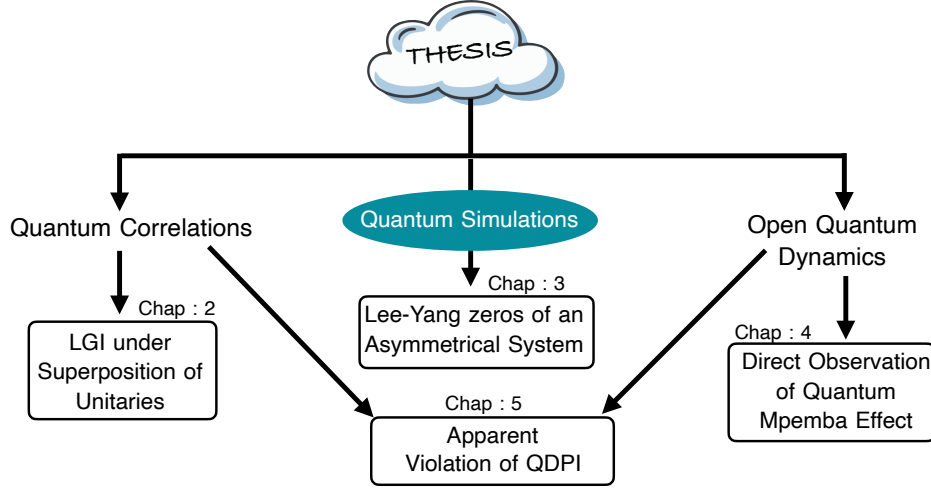 THESIS
Quantum Correlations
Quantum Simulations
Open Quantum
Dynamics
Chap : 2
LGI under
Superposition of
Unitaries
Chap : 3
Lee-Yang zeros of an
Asymmetrical System
Chap : 4
Direct Observation
of Quantum
Mpemba Effect
Chap : 5
Apparent
Violation of QDPI